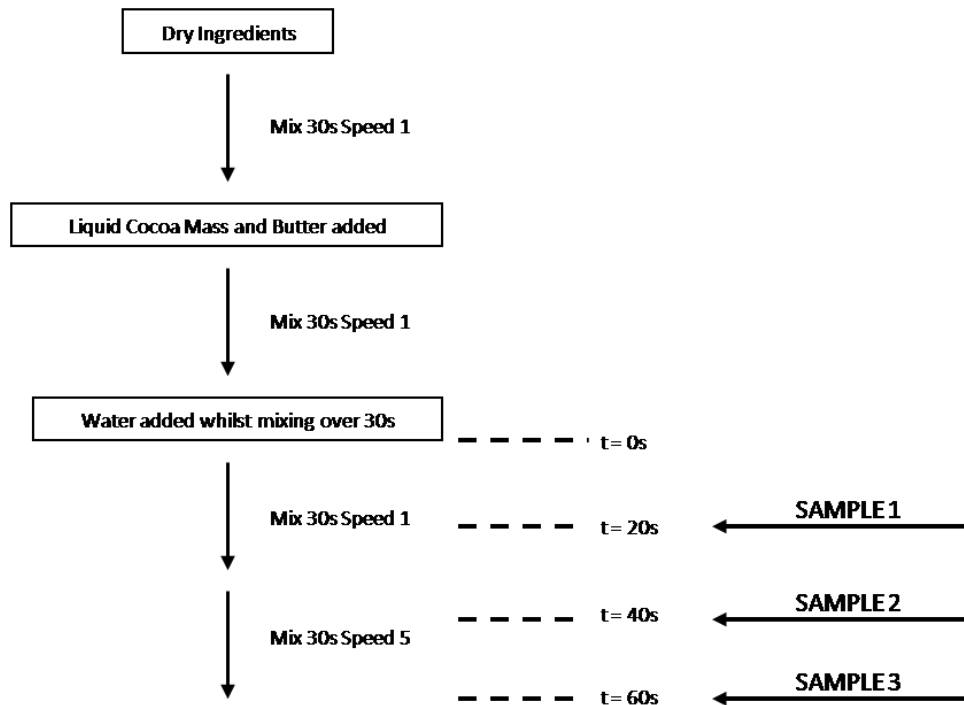 Dry Ingredients
Mix 30s Speed 1
Liquid Cocoa Mass and Butter added
Mix 30s Speed 1
Water added whilst mixing over 30s
t= 0s
Mix 30s Speed 1
t= 20s
SAMPLE 1
t= 40s
SAMPLE 2
Mix 30s Speed 5
t= 60s
SAMPLE 3